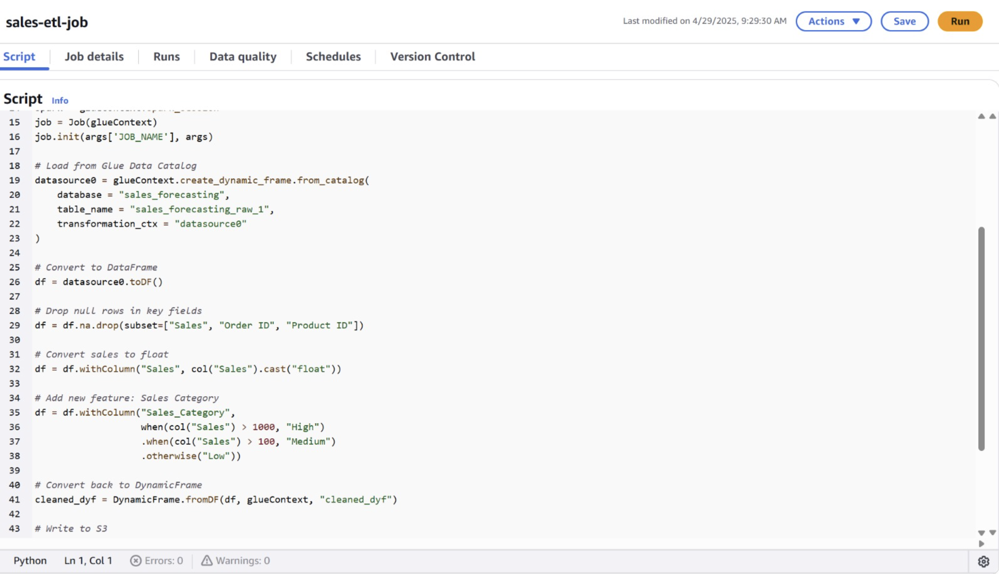 sales-etl-job
Last modified on 4/29/2025, 9:29:30 AM
Actions
Save
Run
Script
Job details
Runs
Data quality
Schedules
Version Control
Script Info
15 job = Job(glueContext)
16 job.init(args['JOB_NAME'], args)
17
18 # Load from Glue Data Catalog
19 datasource0 = glueContext.create_dynamic_frame.from_catalog(
20     database = "sales_forecasting",
21     table_name = "sales_forecasting_raw_1",
22     transformation_ctx = "datasource0"
23 )
24
25 # Convert to DataFrame
26 df = datasource0.toDF()
27
28 # Drop null rows in key fields
29 df = df.na.drop(subset=["Sales", "Order ID", "Product ID"])
30
31 # Convert sales to float
32 df = df.withColumn("Sales", col("Sales").cast("float"))
33
34 # Add new feature: Sales Category
35 df = df.withColumn("Sales_Category",
36                    when(col("Sales") > 1000, "High")
37                    .when(col("Sales") > 100, "Medium")
38                    .otherwise("Low"))
39
40 # Convert back to DynamicFrame
41 cleaned_dyf = DynamicFrame.fromDF(df, glueContext, "cleaned_dyf")
42
43 # Write to S3
Python
Ln 1, Col 1
Errors: 0
Warnings: 0